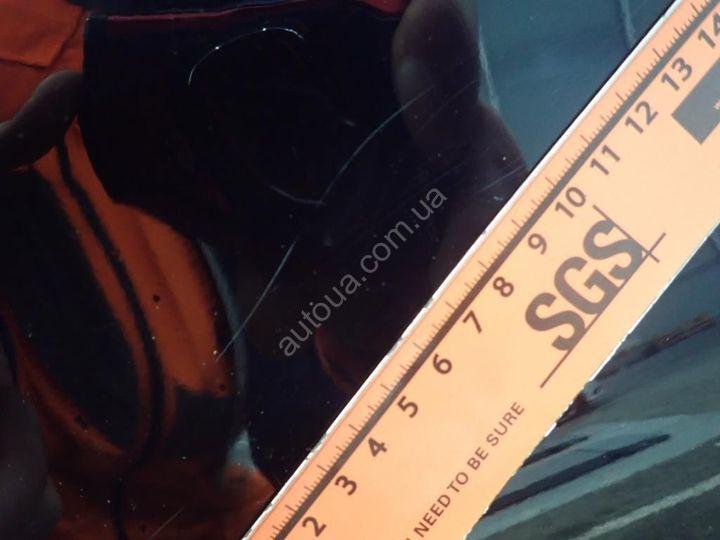 autoua.com.ua
2 3 4 5 6 7 8 9 10 11 12 13 14
SGS
NEED TO BE SURE